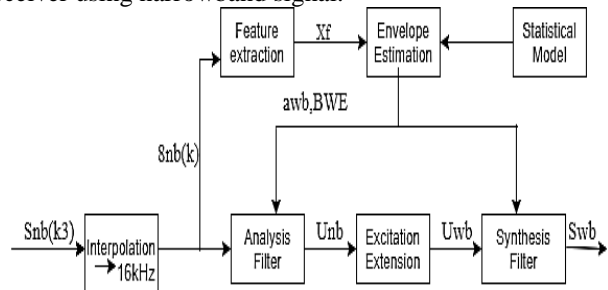 eceiver using narrowband signal.
Feature
extraction
Xf
Envelope
Estimation
Statistical
Model
awb,BWE
8nb(k)
Snb(k3)
Interpolation
16kHz
Analysis
Filter
Unb
Excitation
Extension
Uwb
Synthesis
Filter
Swb